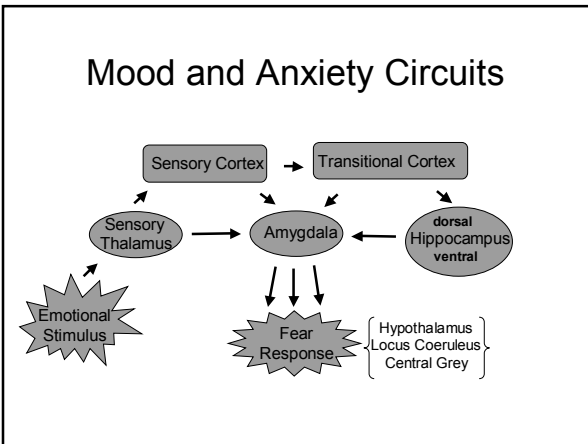 Mood and Anxiety Circuits
Sensory Cortex
Transitional Cortex
Sensory
Thalamus
Amygdala
dorsal
Hippocampus
ventral
Emotional
Stimulus
Fear
Response
Hypothalamus
Locus Coeruleus
Central Grey